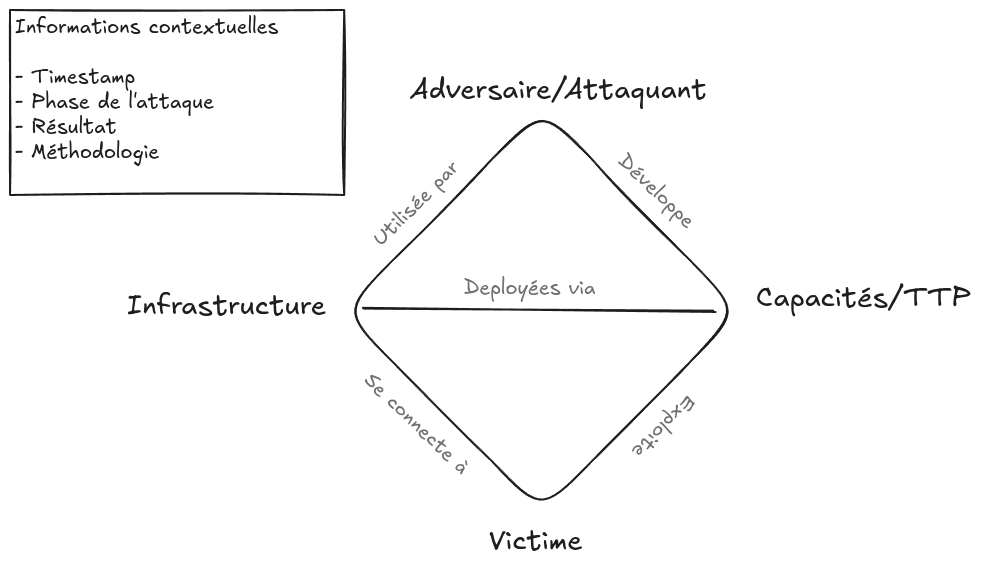 Informations contextuelles
- Timestamp
- Phase de l'attaque
- Résultat
- Méthodologie
Adversaire/Attaquant
Utilisée par
Développe
Deployées via
Infrastructure
Capacités/TTP
Se connecte à
Exploite
Victime